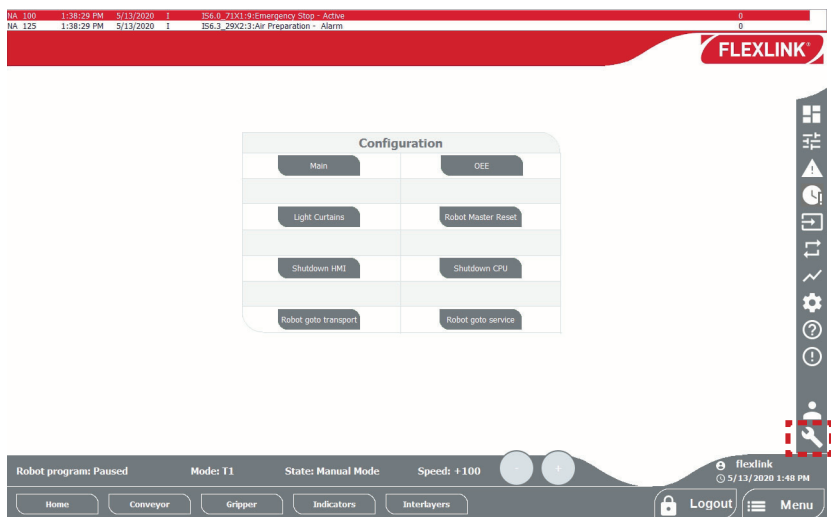 NA 100 1:38:29 PM 5/13/2020 I IS6.0_71X1:9:Emergency Stop - Active 0
NA 125 1:38:29 PM 5/13/2020 I IS6.3_29X2:3:Air Preparation - Alarm 0
FLEXLINK®
Configuration
Main OEE
Light Curtains Robot Master Reset
Shutdown HMI Shutdown CPU
Robot goto transport Robot goto service
Robot program: Paused Mode: T1 State: Manual Mode Speed: +100 - +
flexlink
5/13/2020 1:48 PM
Home Conveyor Gripper Indicators Interlayers Logout Menu